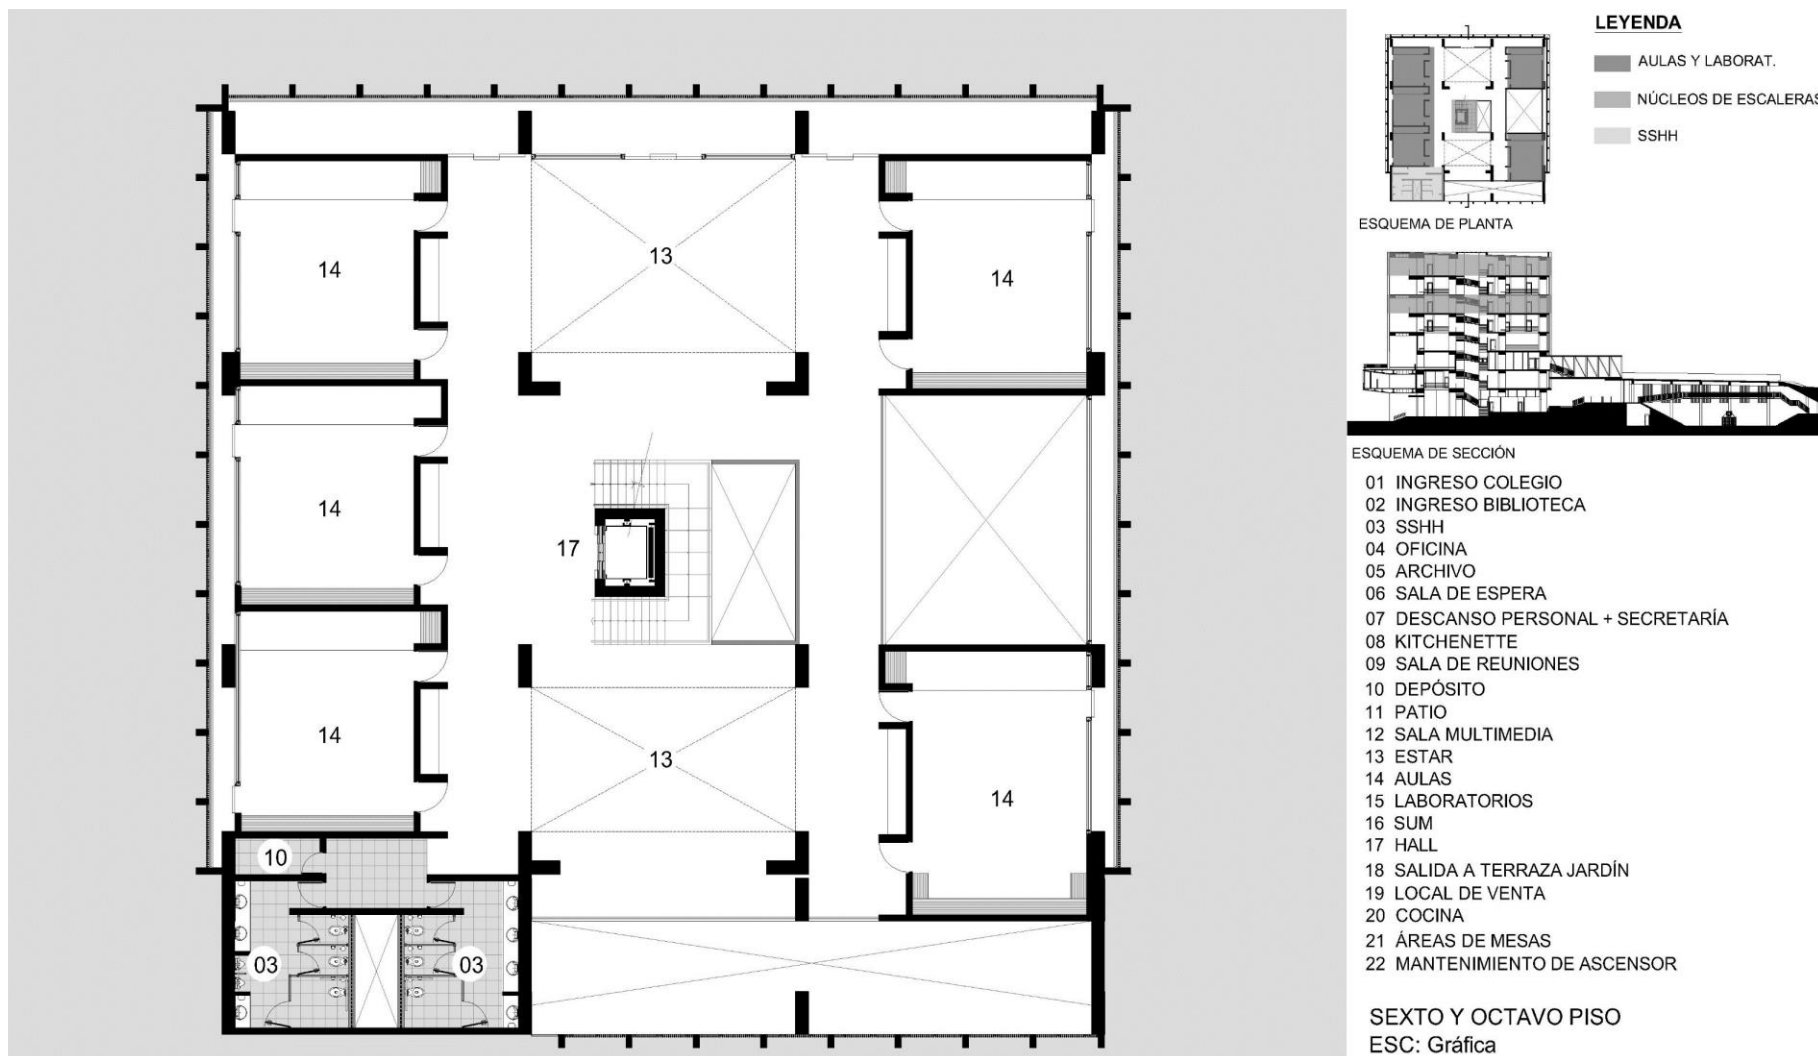 14
13
14
14
17
14
13
14
10
03
03
LEYENDA
AULAS Y LABORAT.
NÚCLEOS DE ESCALERAS
SSHH
ESQUEMA DE PLANTA
ESQUEMA DE SECCIÓN
01 INGRESO COLEGIO
02 INGRESO BIBLIOTECA
03 SSHH
04 OFICINA
05 ARCHIVO
06 SALA DE ESPERA
07 DESCANSO PERSONAL + SECRETARÍA
08 KITCHENETTE
09 SALA DE REUNIONES
10 DEPÓSITO
11 PATIO
12 SALA MULTIMEDIA
13 ESTAR
14 AULAS
15 LABORATORIOS
16 SUM
17 HALL
18 SALIDA A TERRAZA JARDÍN
19 LOCAL DE VENTA
20 COCINA
21 ÁREAS DE MESAS
22 MANTENIMIENTO DE ASCENSOR
SEXTO Y OCTAVO PISO
ESC: Gráfica